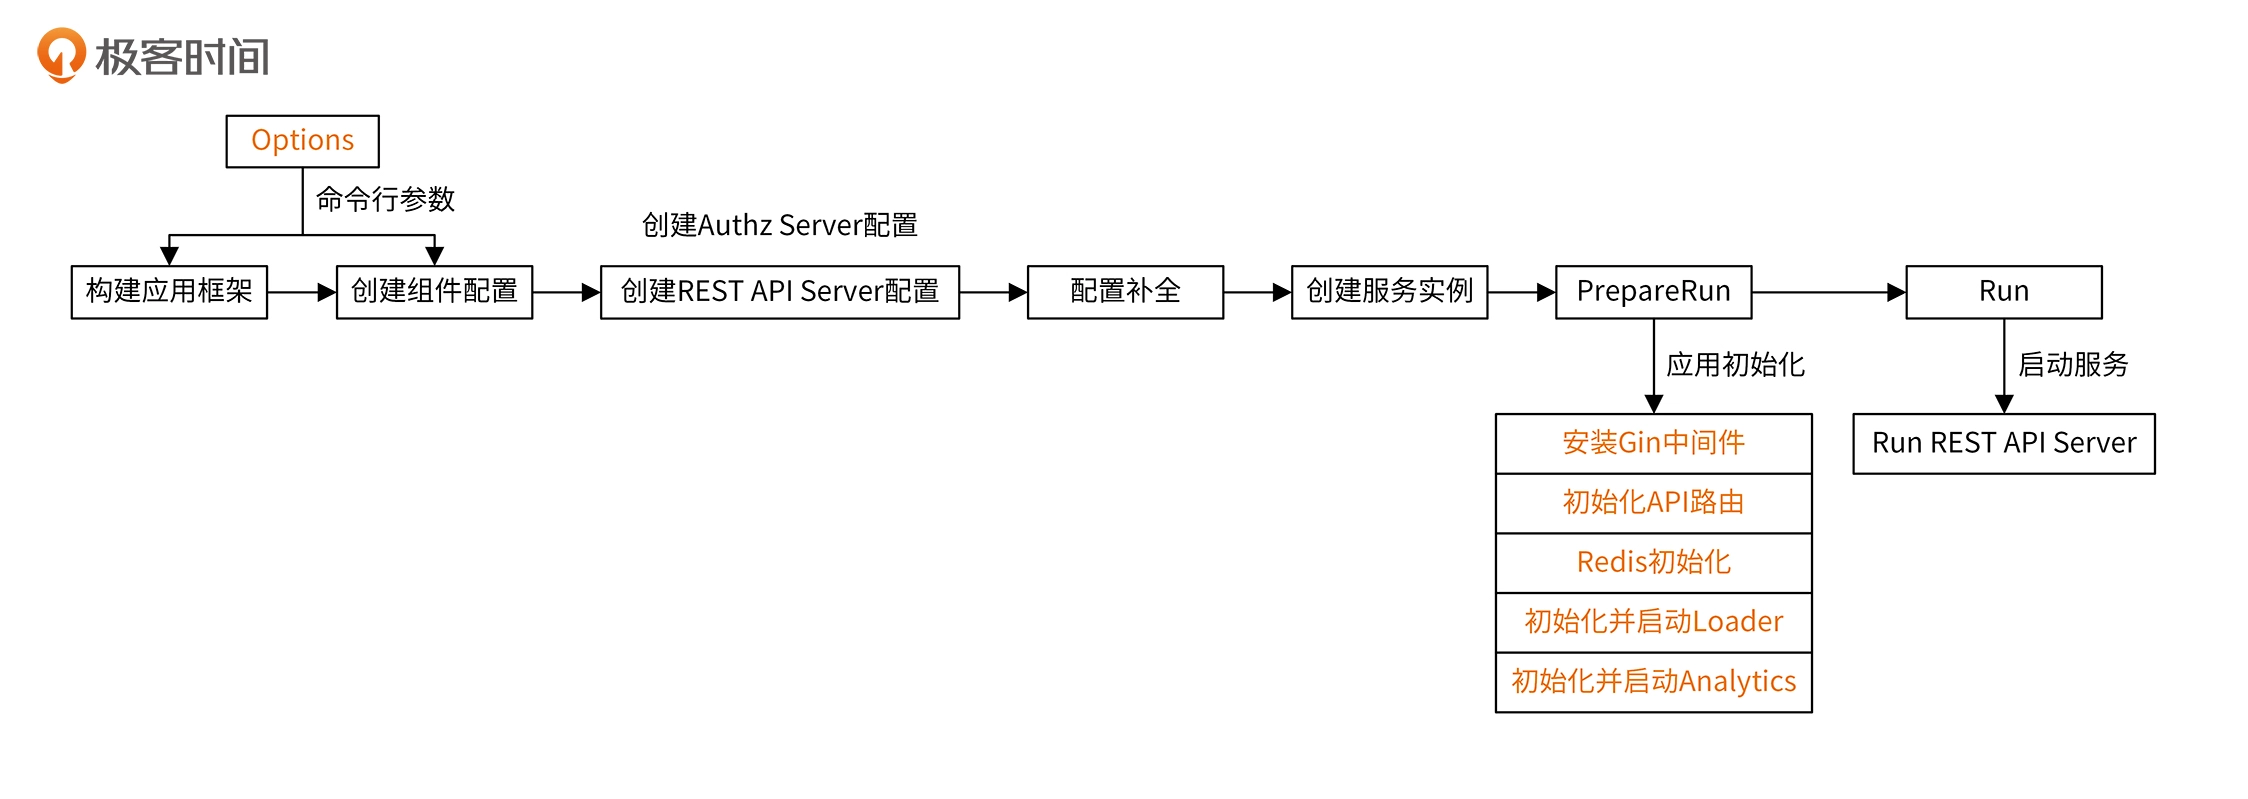 极客时间
Options
命令行参数
创建Authz Server配置
构建应用框架
创建组件配置
创建REST API Server配置
配置补全
创建服务实例
PrepareRun
Run
应用初始化
启动服务
安装Gin中间件
初始化API路由
Redis初始化
初始化并启动Loader
初始化并启动Analytics
Run REST API Server